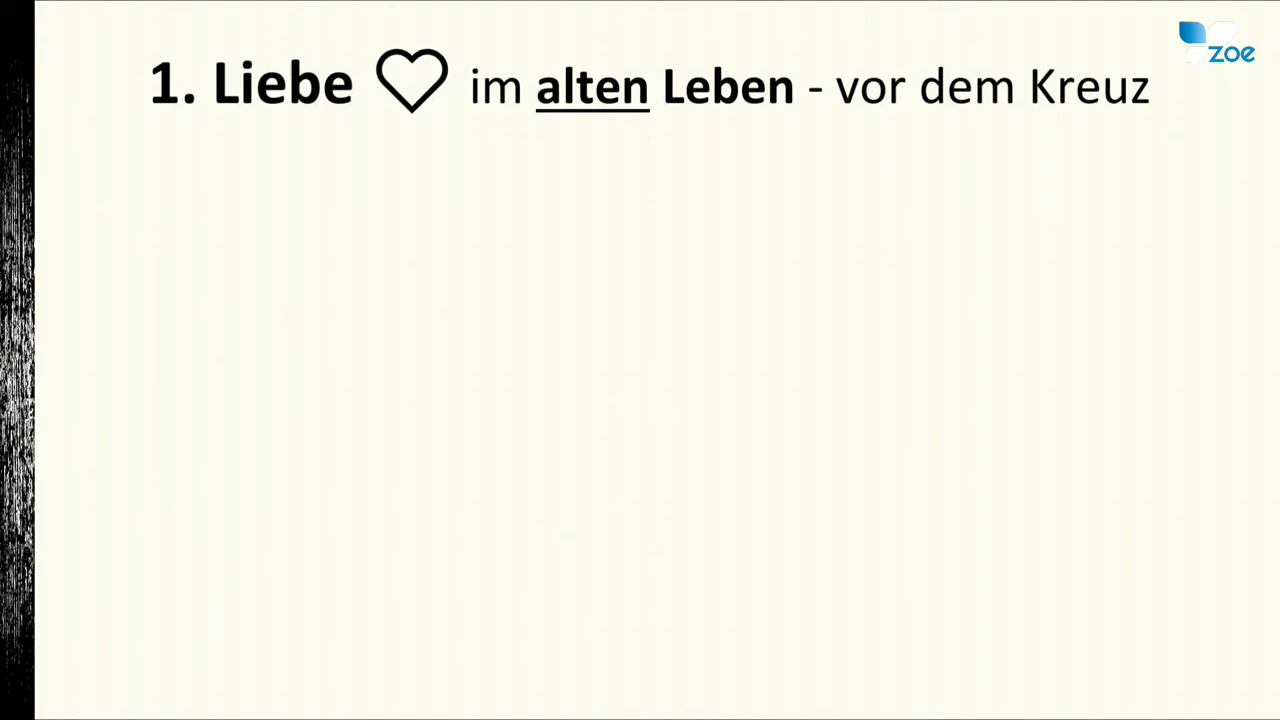 zoe
1. Liebe ♡ im alten Leben - vor dem Kreuz